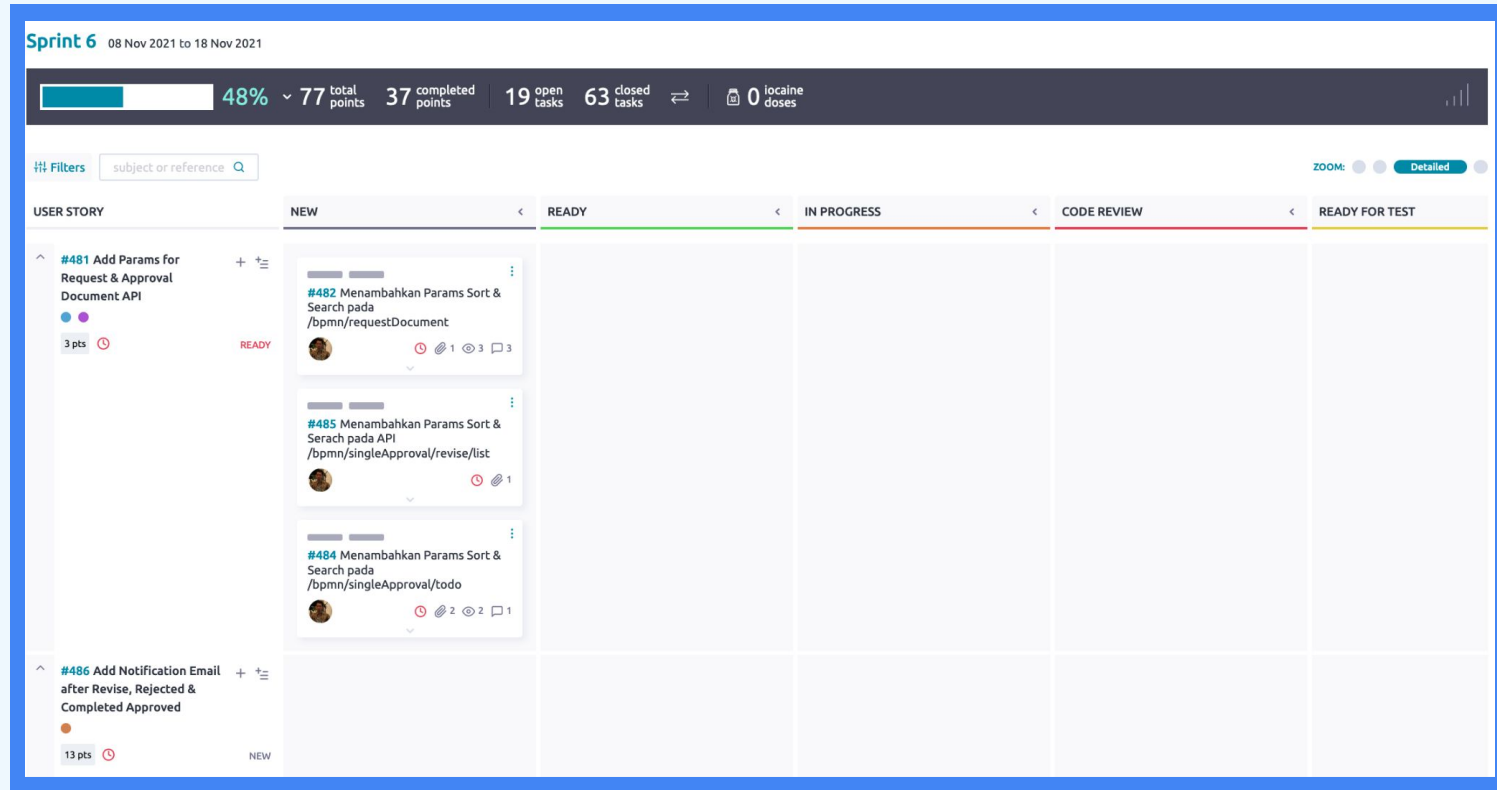 Sprint 6 08 Nov 2021 to 18 Nov 2021
48% 77 total points 37 completed points 19 open tasks 63 closed tasks 0 iocaine doses
Filters subject or reference ZOOM: Detailed
USER STORY NEW READY IN PROGRESS CODE REVIEW READY FOR TEST
#481 Add Params for
Request & Approval
Document API
3 pts READY
#482 Menambahkan Params Sort &
Search pada
/bpmn/requestDocument
1 3 3
#485 Menambahkan Params Sort &
Serach pada API
/bpmn/singleApproval/revise/list
1
#484 Menambahkan Params Sort &
Search pada
/bpmn/singleApproval/todo
2 2 1
#486 Add Notification Email
after Revise, Rejected &
Completed Approved
13 pts NEW